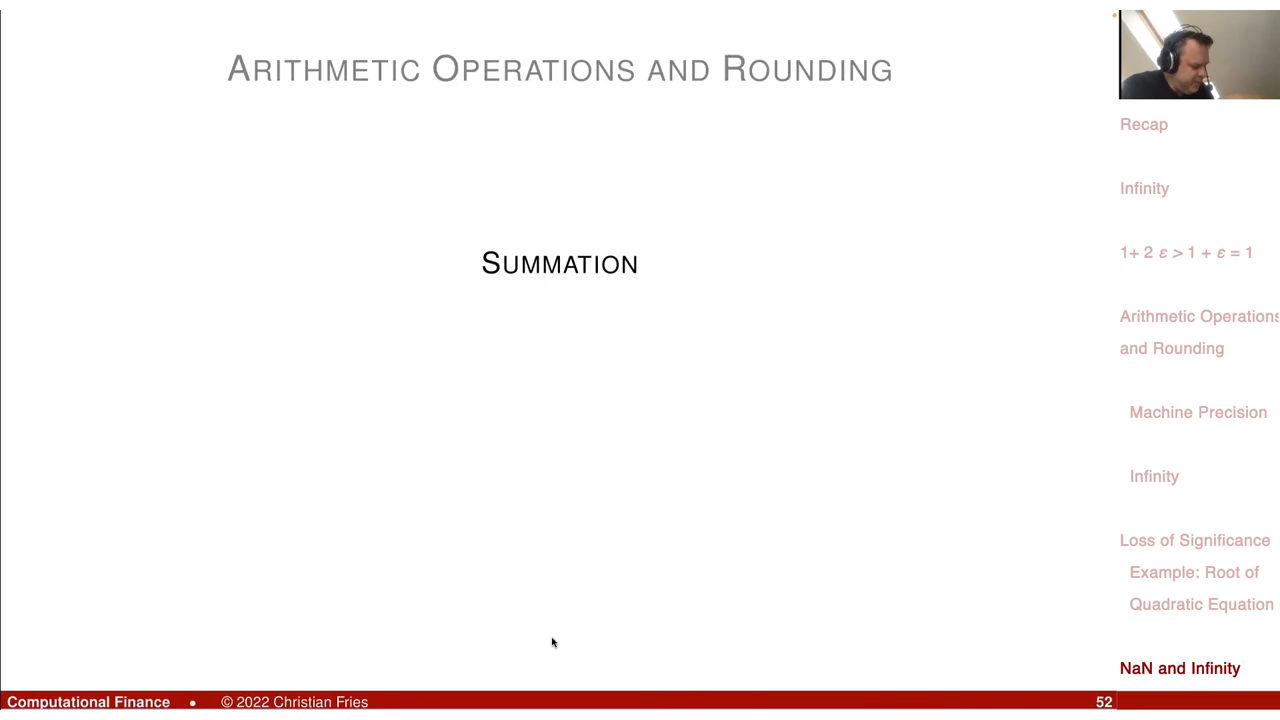 ARITHMETIC OPERATIONS AND ROUNDING
SUMMATION
Recap
Infinity
1+ 2 ε > 1 + ε = 1
Arithmetic Operations
and Rounding
Machine Precision
Infinity
Loss of Significance
Example: Root of
Quadratic Equation
NaN and Infinity
Computational Finance • © 2022 Christian Fries 52